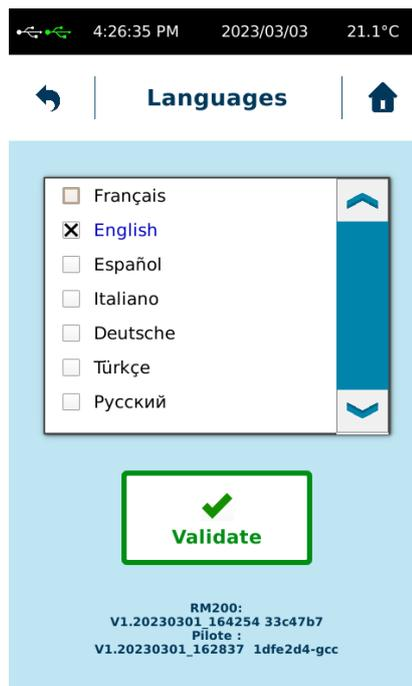 4:26:35 PM 2023/03/03 21.1°C
Languages
Français
English
Español
Italiano
Deutsche
Türkçe
Русский
Validate
RM200:
V1.20230301_164254 33c47b7
Pilote :
V1.20230301_162837 1dfe2d4-gcc